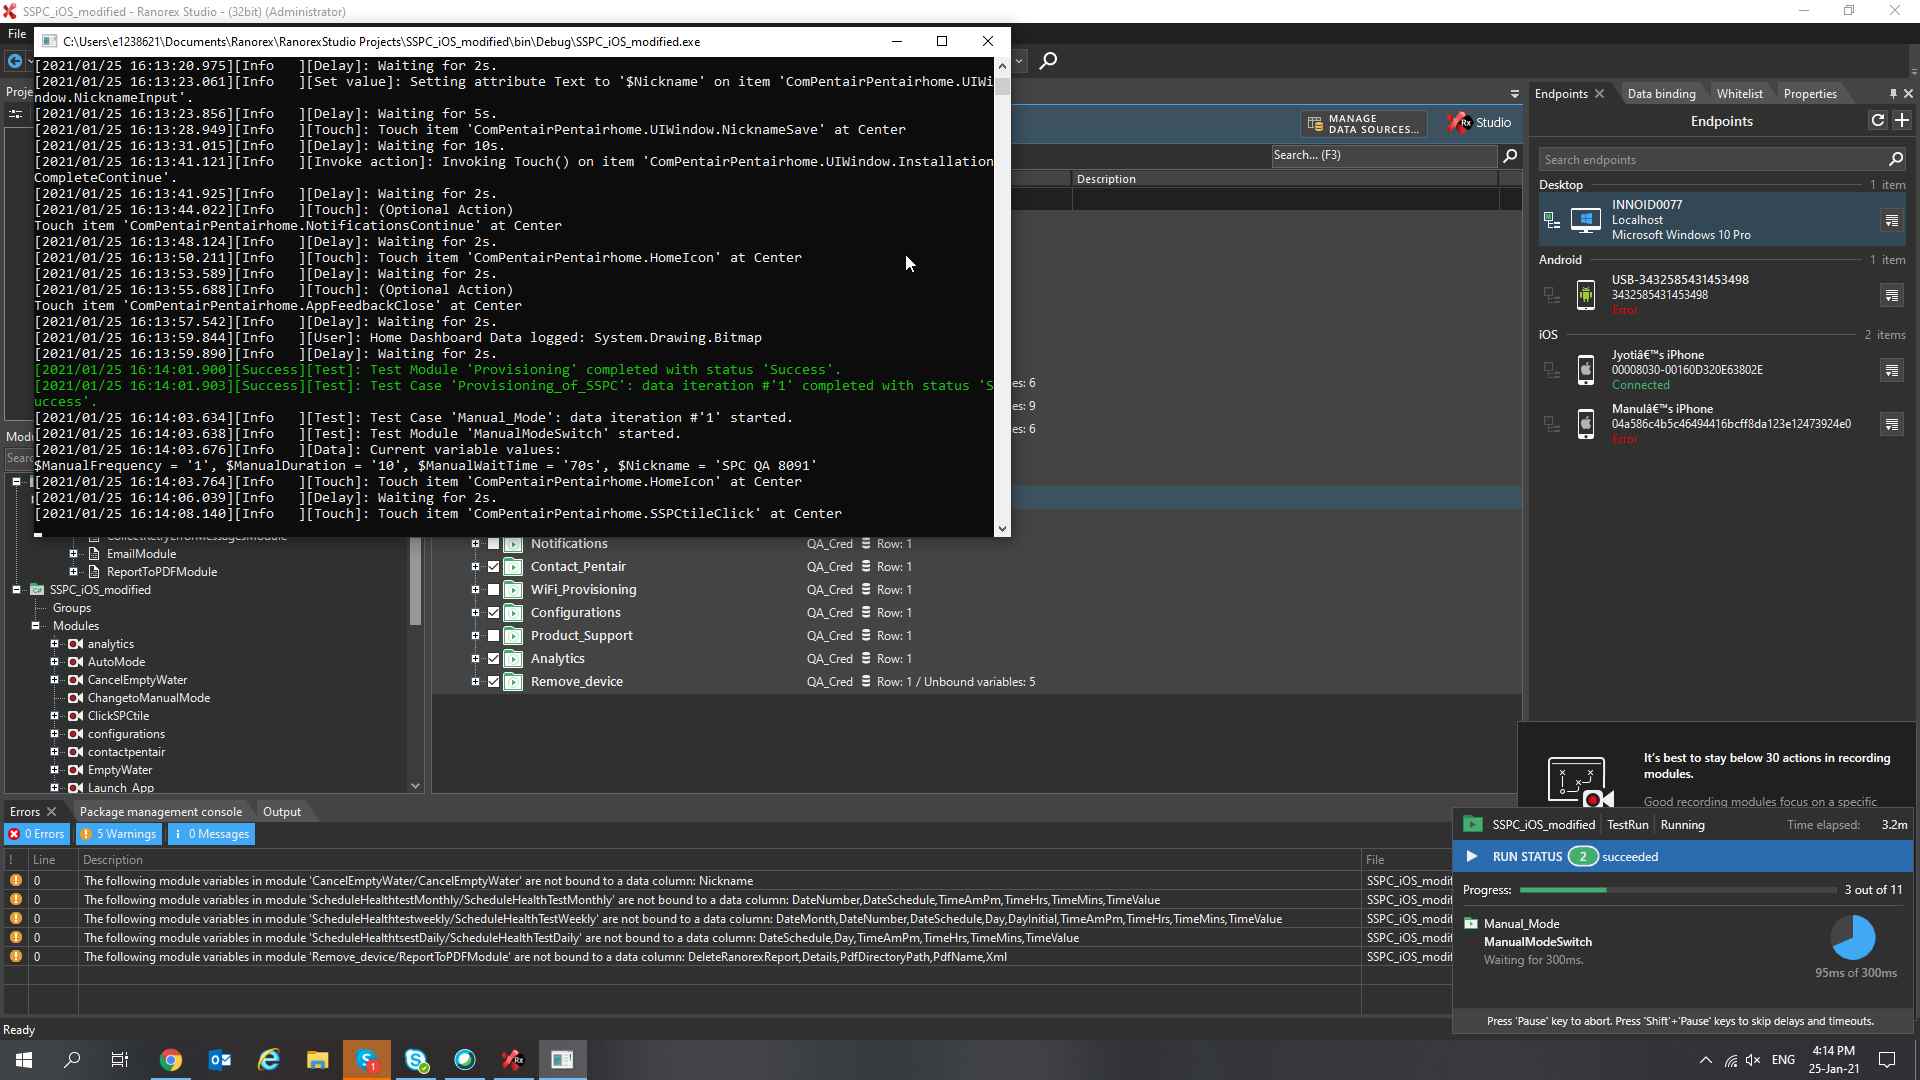 SSPC_iOS_modified - Ranorex Studio - (32bit) (Administrator)
File
C:\Users\e1238621\Documents\Ranorex\RanorexStudio Projects\SSPC_iOS_modified\bin\Debug\SSPC_iOS_modified.exe
[2021/01/25 16:13:20.975][Info   ][Delay]: Waiting for 2s.
[2021/01/25 16:13:23.061][Info   ][Set value]: Setting attribute Text to '$Nickname' on item 'ComPentairPentairhome.UIWi
ndow.NicknameInput'.
[2021/01/25 16:13:23.856][Info   ][Delay]: Waiting for 5s.
[2021/01/25 16:13:28.949][Info   ][Touch]: Touch item 'ComPentairPentairhome.UIWindow.NicknameSave' at Center
[2021/01/25 16:13:31.015][Info   ][Delay]: Waiting for 10s.
[2021/01/25 16:13:41.121][Info   ][Invoke action]: Invoking Touch() on item 'ComPentairPentairhome.UIWindow.Installation
CompleteContinue'.
[2021/01/25 16:13:41.925][Info   ][Delay]: Waiting for 2s.
[2021/01/25 16:13:44.022][Info   ][Touch]: (Optional Action)
Touch item 'ComPentairPentairhome.NotificationsContinue' at Center
[2021/01/25 16:13:48.124][Info   ][Delay]: Waiting for 2s.
[2021/01/25 16:13:50.211][Info   ][Touch]: Touch item 'ComPentairPentairhome.HomeIcon' at Center
[2021/01/25 16:13:53.589][Info   ][Delay]: Waiting for 2s.
[2021/01/25 16:13:55.688][Info   ][Touch]: (Optional Action)
Touch item 'ComPentairPentairhome.AppFeedbackClose' at Center
[2021/01/25 16:13:57.542][Info   ][Delay]: Waiting for 2s.
[2021/01/25 16:13:59.844][Info   ][User]: Home Dashboard Data logged: System.Drawing.Bitmap
[2021/01/25 16:13:59.890][Info   ][Delay]: Waiting for 2s.
[2021/01/25 16:14:01.900][Success][Test]: Test Module 'Provisioning' completed with status 'Success'.
[2021/01/25 16:14:01.903][Success][Test]: Test Case 'Provisioning_of_SSPC': data iteration #'1' completed with status 'S
uccess'.
[2021/01/25 16:14:03.634][Info   ][Test]: Test Case 'Manual_Mode': data iteration #'1' started.
[2021/01/25 16:14:03.638][Info   ][Test]: Test Module 'ManualModeSwitch' started.
[2021/01/25 16:14:03.676][Info   ][Data]: Current variable values:
$ManualFrequency = '1', $ManualDuration = '10', $ManualWaitTime = '70s', $Nickname = 'SPC QA 8091'
[2021/01/25 16:14:03.764][Info   ][Touch]: Touch item 'ComPentairPentairhome.HomeIcon' at Center
[2021/01/25 16:14:06.039][Info   ][Delay]: Waiting for 2s.
[2021/01/25 16:14:08.140][Info   ][Touch]: Touch item 'ComPentairPentairhome.SSPCtileClick' at Center
Proje
Modu
Sear
MANAGE
DATA SOURCES...
Rx Studio
Search... (F3)
Description
es: 6
es: 9
es: 6
EmailModule
ReportToPDFModule
SSPC_iOS_modified
Groups
Modules
analytics
AutoMode
CancelEmptyWater
ChangetoManualMode
ClickSPCtile
configurations
contactpentair
EmptyWater
Launch_App
Notifications QA_Cred Row: 1
Contact_Pentair QA_Cred Row: 1
WiFi_Provisioning QA_Cred Row: 1
Configurations QA_Cred Row: 1
Product_Support QA_Cred Row: 1
Analytics QA_Cred Row: 1
Remove_device QA_Cred Row: 1 / Unbound variables: 5
Endpoints Data binding Whitelist Properties
Endpoints
Search endpoints
Desktop 1 item
INNOID0077
Localhost
Microsoft Windows 10 Pro
Android 1 item
USB-3432585431453498
3432585431453498
Error
iOS 2 items
Jyotiâ€™s iPhone
00008030-00160D320E63802E
Connected
Manulâ€™s iPhone
04a586c4b5c46494416bcff8da123e12473924e0
Error
It's best to stay below 30 actions in recording
modules.
Good recording modules focus on a specific
Errors Package management console Output
0 Errors 5 Warnings 0 Messages
! Line Description File
0 The following module variables in module 'CancelEmptyWater/CancelEmptyWater' are not bound to a data column: Nickname SSPC_iOS_modif
0 The following module variables in module 'ScheduleHealthtestMonthly/ScheduleHealthTestMonthly' are not bound to a data column: DateNumber,DateSchedule,TimeAmPm,TimeHrs,TimeMins,TimeValue SSPC_iOS_modif
0 The following module variables in module 'ScheduleHealthtestweekly/ScheduleHealthTestWeekly' are not bound to a data column: DateMonth,DateNumber,DateSchedule,Day,DayInitial,TimeAmPm,TimeHrs,TimeMins,TimeValue SSPC_iOS_modif
0 The following module variables in module 'ScheduleHealthtsestDaily/ScheduleHealthTestDaily' are not bound to a data column: DateSchedule,Day,TimeAmPm,TimeHrs,TimeMins,TimeValue SSPC_iOS_modif
0 The following module variables in module 'Remove_device/ReportToPDFModule' are not bound to a data column: DeleteRanorexReport,Details,PdfDirectoryPath,PdfName,Xml SSPC_iOS_modif
SSPC_iOS_modified TestRun Running Time elapsed: 3.2m
RUN STATUS 2 succeeded
Progress: 3 out of 11
Manual_Mode
ManualModeSwitch
Waiting for 300ms.
95ms of 300ms
Press 'Pause' key to abort. Press 'Shift'+'Pause' keys to skip delays and timeouts.
Ready
ENG
4:14 PM
25-Jan-21